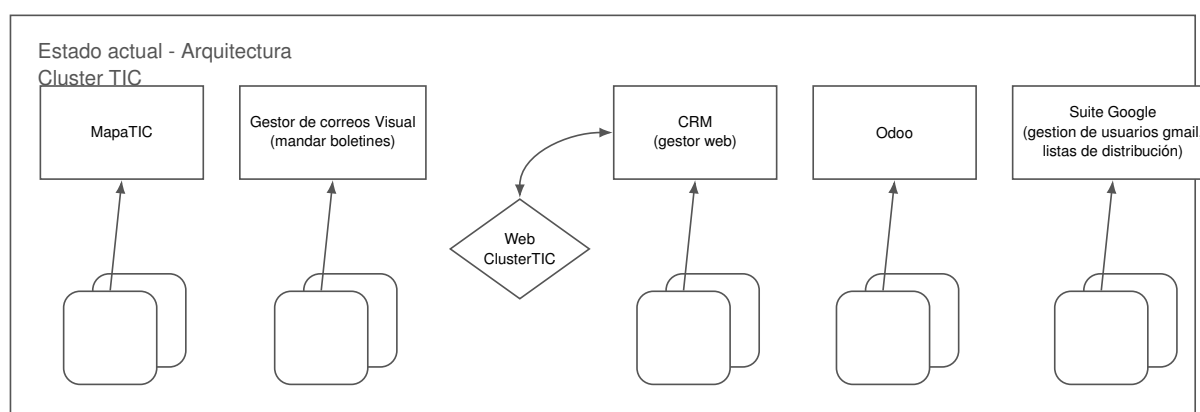 Estado actual - Arquitectura
Cluster TIC
MapaTIC
Gestor de correos Visual
(mandar boletines)
CRM
(gestor web)
Odoo
Suite Google
(gestion de usuarios gmail
listas de distribución)
Web
ClusterTIC